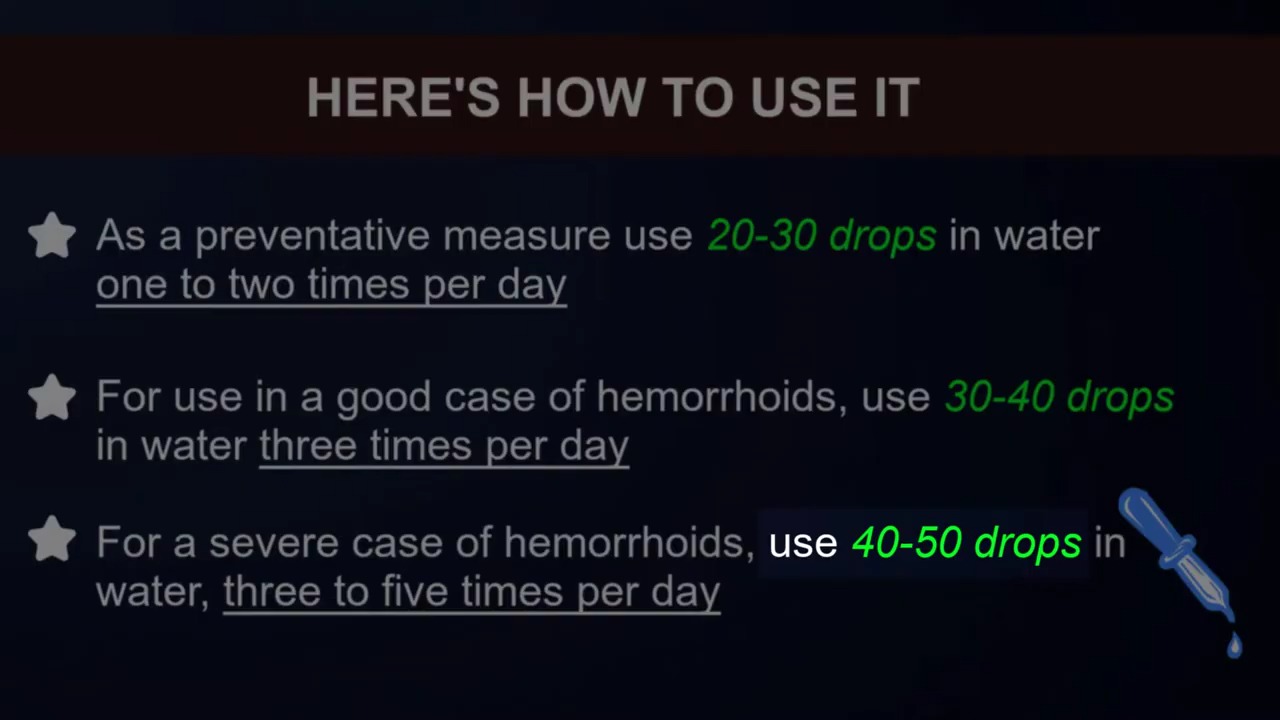 HERE'S HOW TO USE IT
As a preventative measure use 20-30 drops in water
one to two times per day
For use in a good case of hemorrhoids, use 30-40 drops
in water three times per day
For a severe case of hemorrhoids, use 40-50 drops in
water, three to five times per day